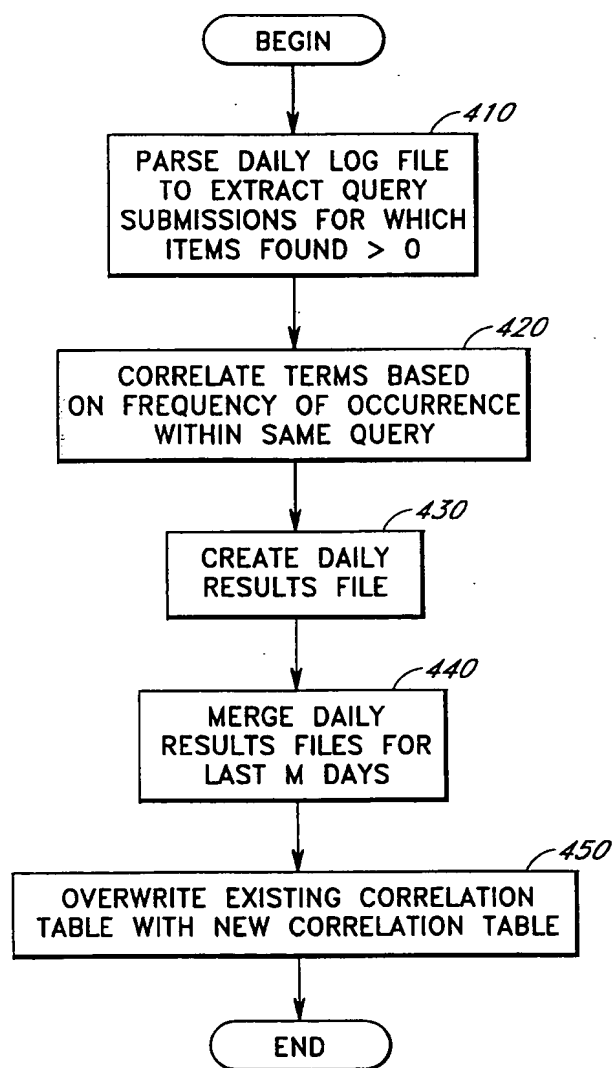 BEGIN
410
PARSE DAILY LOG FILE
TO EXTRACT QUERY
SUBMISSIONS FOR WHICH
ITEMS FOUND > 0
420
CORRELATE TERMS BASED
ON FREQUENCY OF OCCURRENCE
WITHIN SAME QUERY
430
CREATE DAILY
RESULTS FILE
440
MERGE DAILY
RESULTS FILES FOR
LAST M DAYS
450
OVERWRITE EXISTING CORRELATION
TABLE WITH NEW CORRELATION TABLE
END